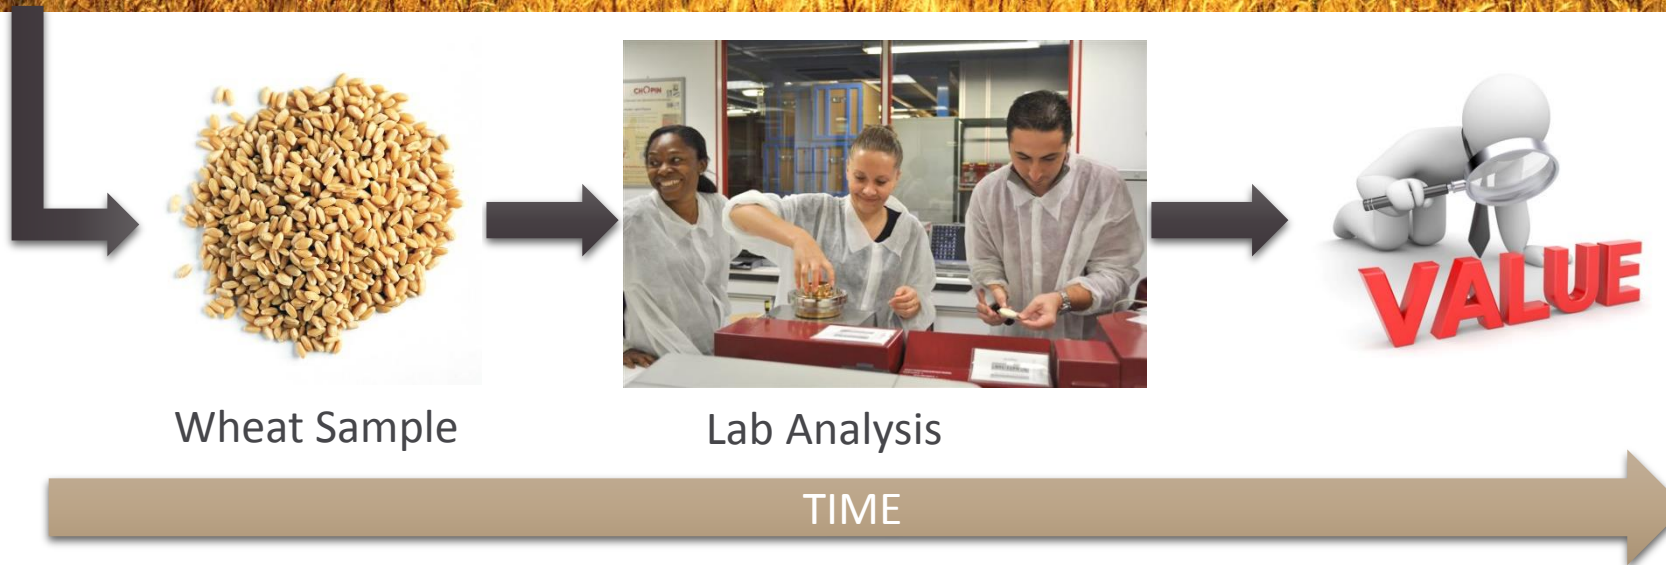 CHOPIN
VALUE
Wheat Sample
Lab Analysis
TIME